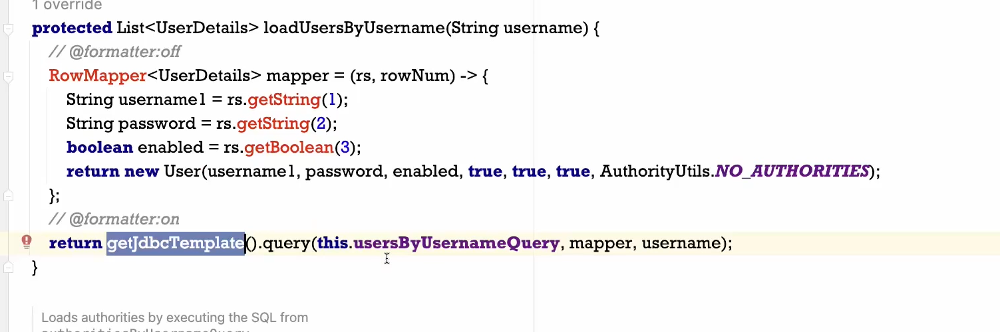 1 override
protected List<UserDetails> loadUsersByUsername(String username) {
// @formatter:off
RowMapper<UserDetails> mapper = (rs, rowNum) -> {
String username1 = rs.getString(1);
String password = rs.getString(2);
boolean enabled = rs.getBoolean(3);
return new User(username1, password, enabled, true, true, true, AuthorityUtils.NO_AUTHORITIES);
};
// @formatter:on
return getJdbcTemplate().query(this.usersByUsernameQuery, mapper, username);
}
Loads authorities by executing the SQL from
authoritiesByUsernameQuery